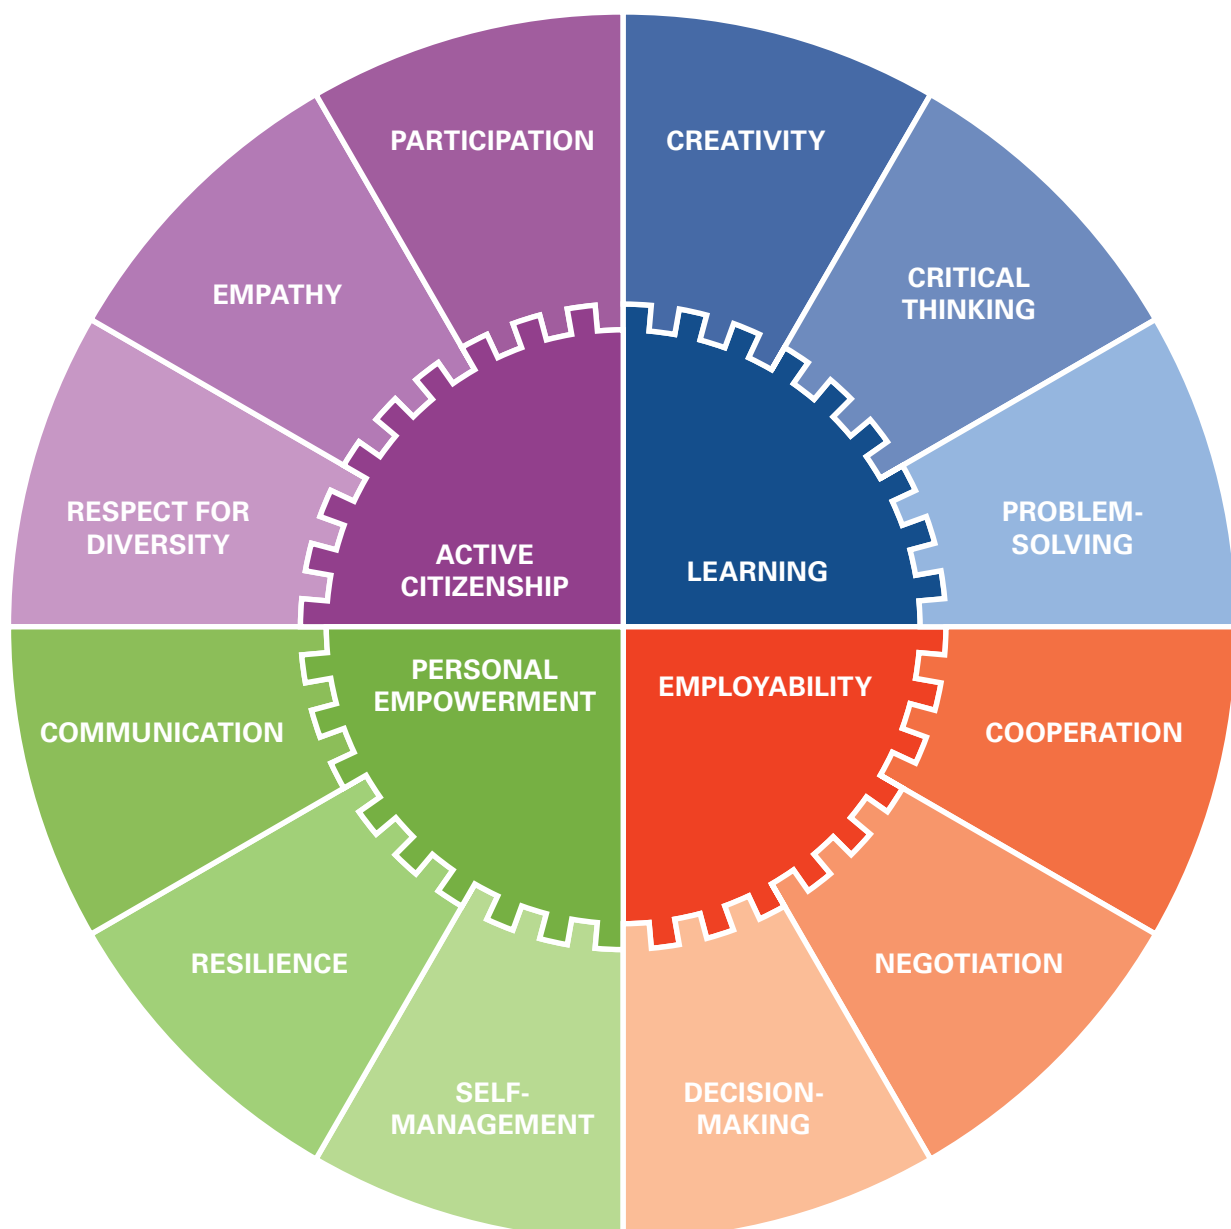 PARTICIPATION
CREATIVITY
EMPATHY
CRITICAL
THINKING
RESPECT FOR
DIVERSITY
PROBLEM-
SOLVING
ACTIVE
CITIZENSHIP
LEARNING
PERSONAL
EMPOWERMENT
EMPLOYABILITY
COMMUNICATION
COOPERATION
RESILIENCE
NEGOTIATION
SELF-
MANAGEMENT
DECISION-
MAKING